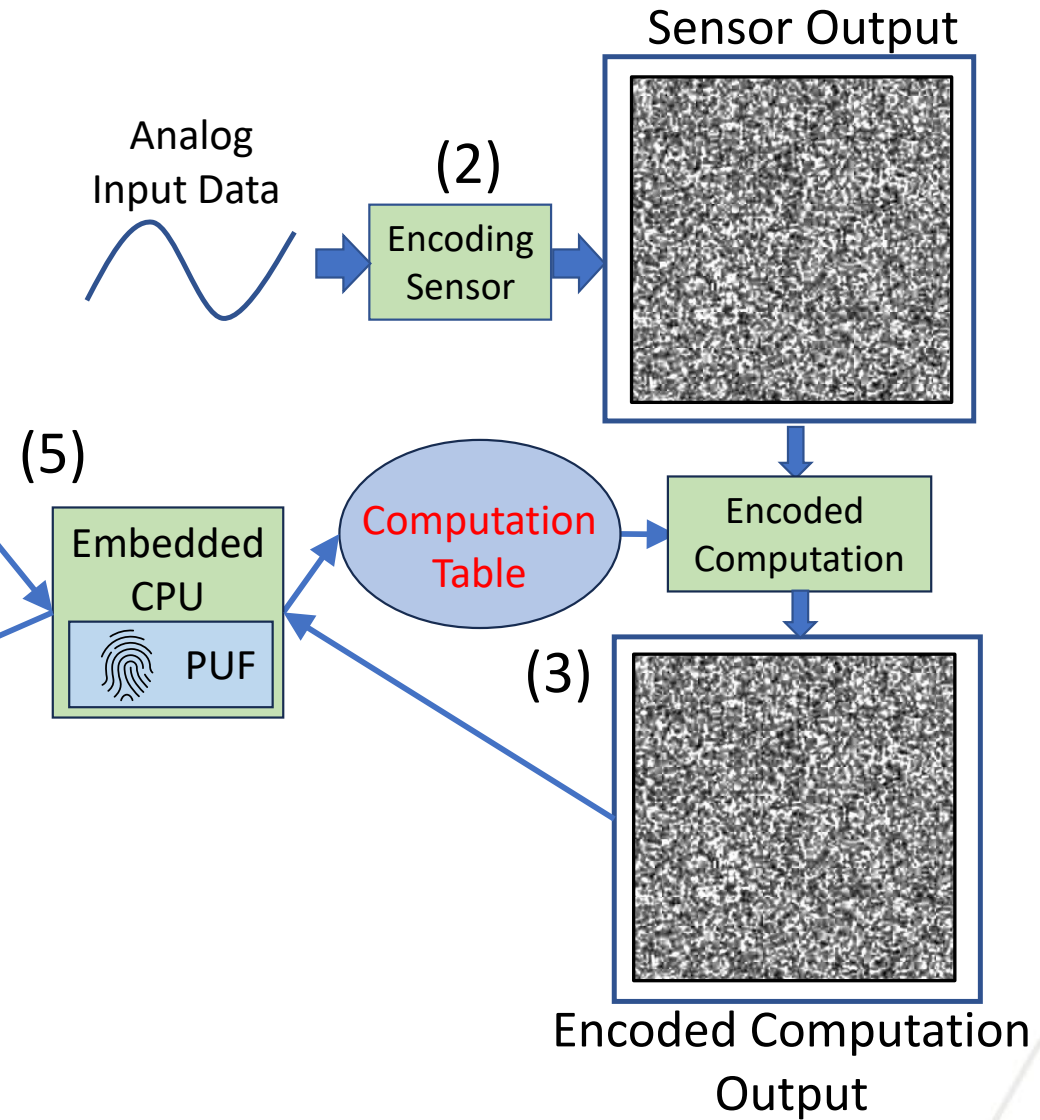 Sensor Output
Analog
Input Data
(2)
Encoding
Sensor
(5)
Embedded
CPU
PUF
Computation
Table
Encoded
Computation
(3)
Encoded Computation
Output